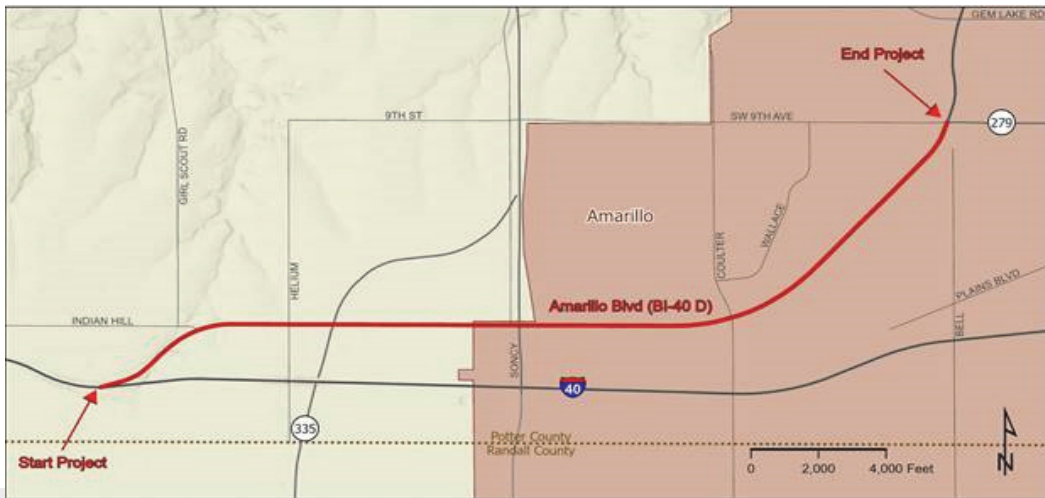 GEM LAKE RD
End Project
9TH ST
SW 9TH AVE
279
GIRL SCOUT RD
Amarillo
WALLACE
COULTER
HELIUM
PLAINS BLVD
Amarillo Blvd (BI-40 D)
INDIAN HILL
BELL
SONCY
40
335
Potter County
Randall County
Start Project
0 2,000 4,000 Feet
N